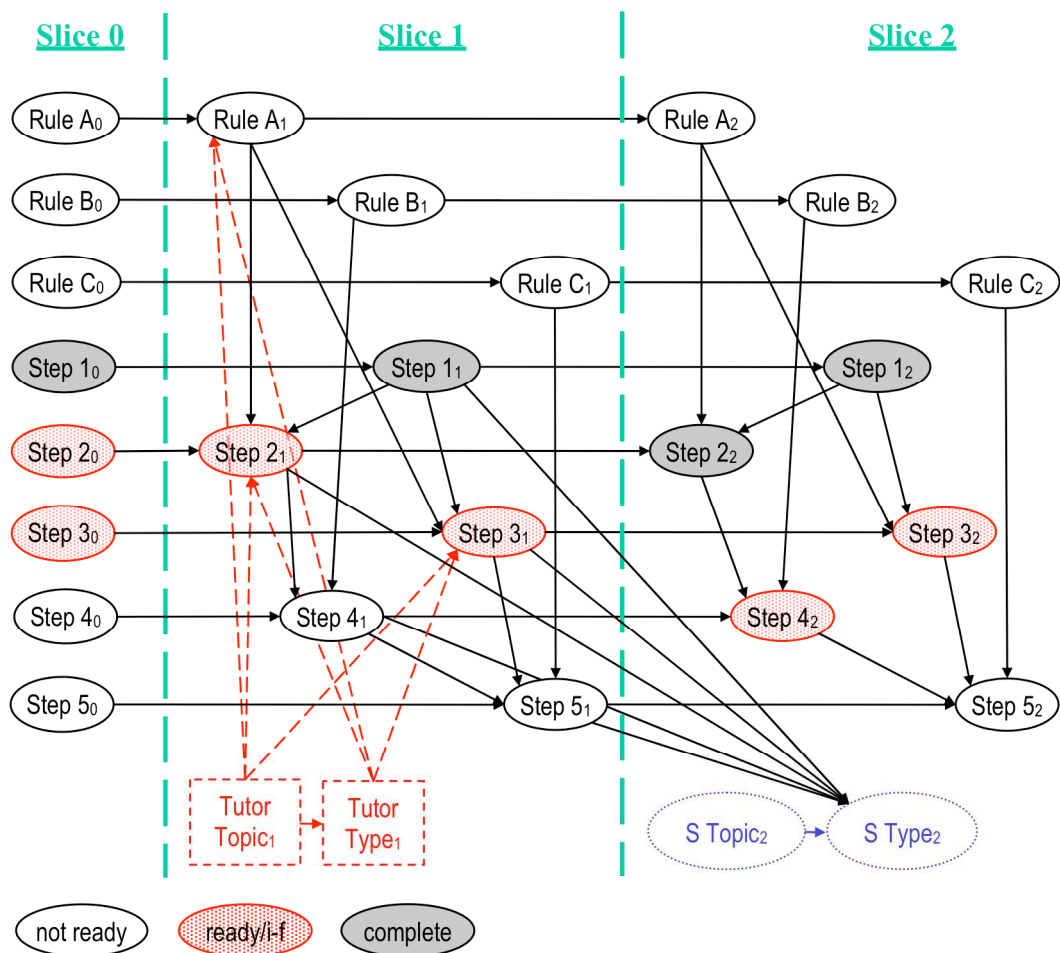 Slice 0 Slice 1 Slice 2
Rule A₀ Rule A₁ Rule A₂
Rule B₀ Rule B₁ Rule B₂
Rule C₀ Rule C₁ Rule C₂
Step 1₀ Step 1₁ Step 1₂
Step 2₀ Step 2₁ Step 2₂
Step 3₀ Step 3₁ Step 3₂
Step 4₀ Step 4₁ Step 4₂
Step 5₀ Step 5₁ Step 5₂
Tutor
Topic₁
Tutor
Type₁
S Topic₂ S Type₂
not ready ready/i-f complete